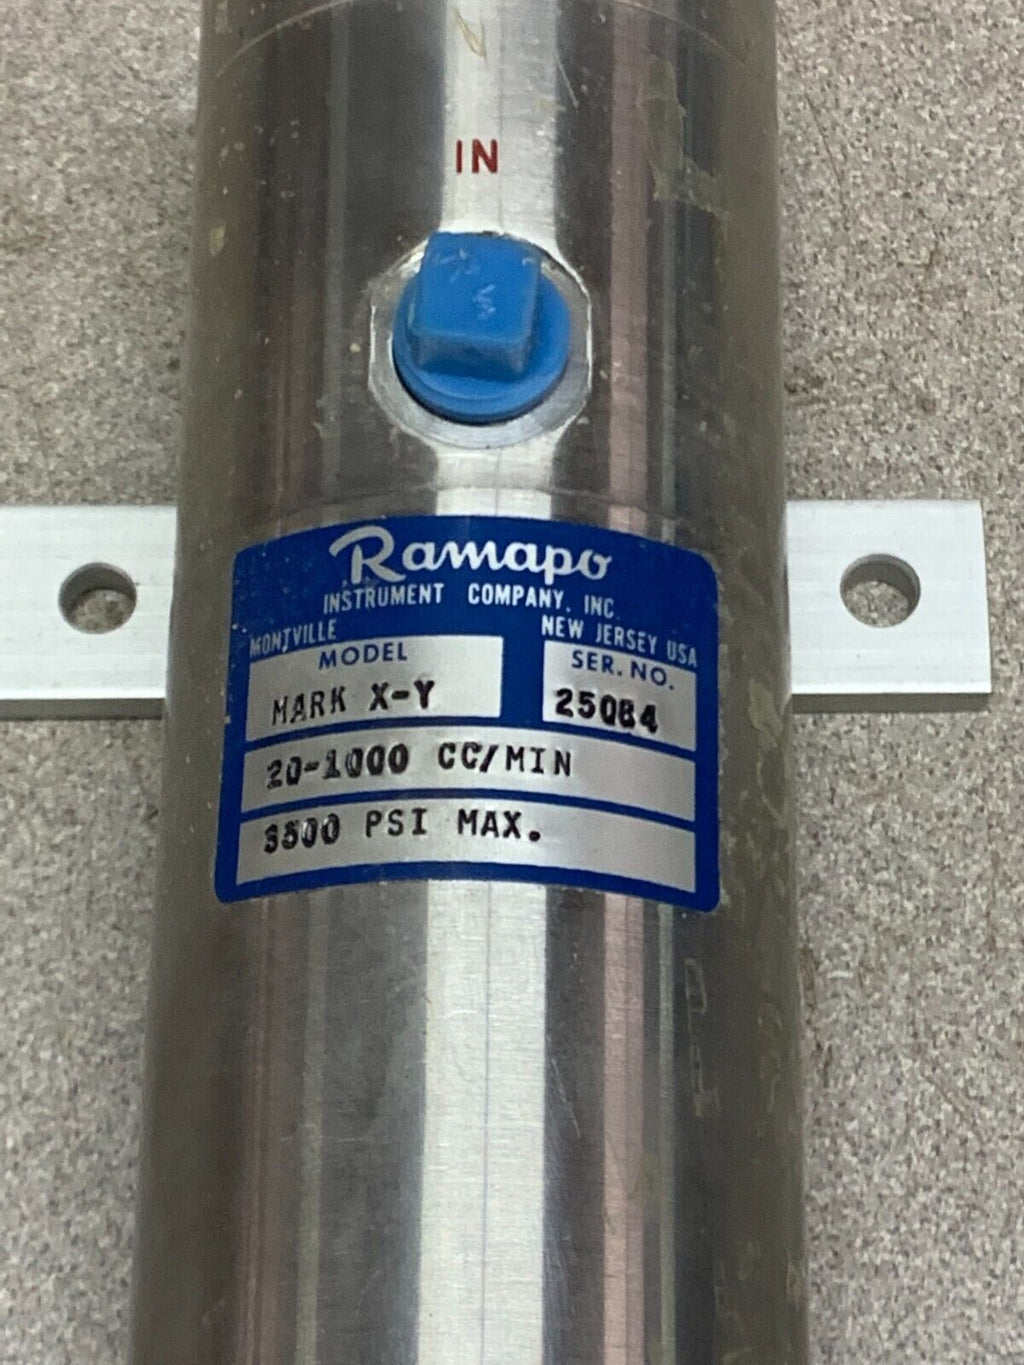 IN
Ramapo
INSTRUMENT COMPANY, INC.
MONTVILLE NEW JERSEY USA
MODEL SER. NO.
MARK X-Y 25084
20-1000 CC/MIN
3500 PSI MAX.